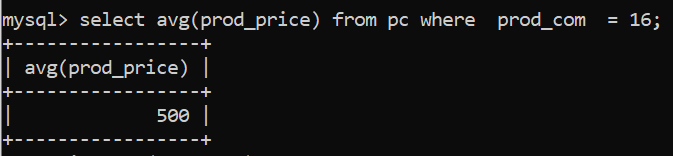 mysql> select avg(prod_price) from pc where  prod_com  = 16;
+-----------------+
| avg(prod_price) |
+-----------------+
|             500 |
+-----------------+